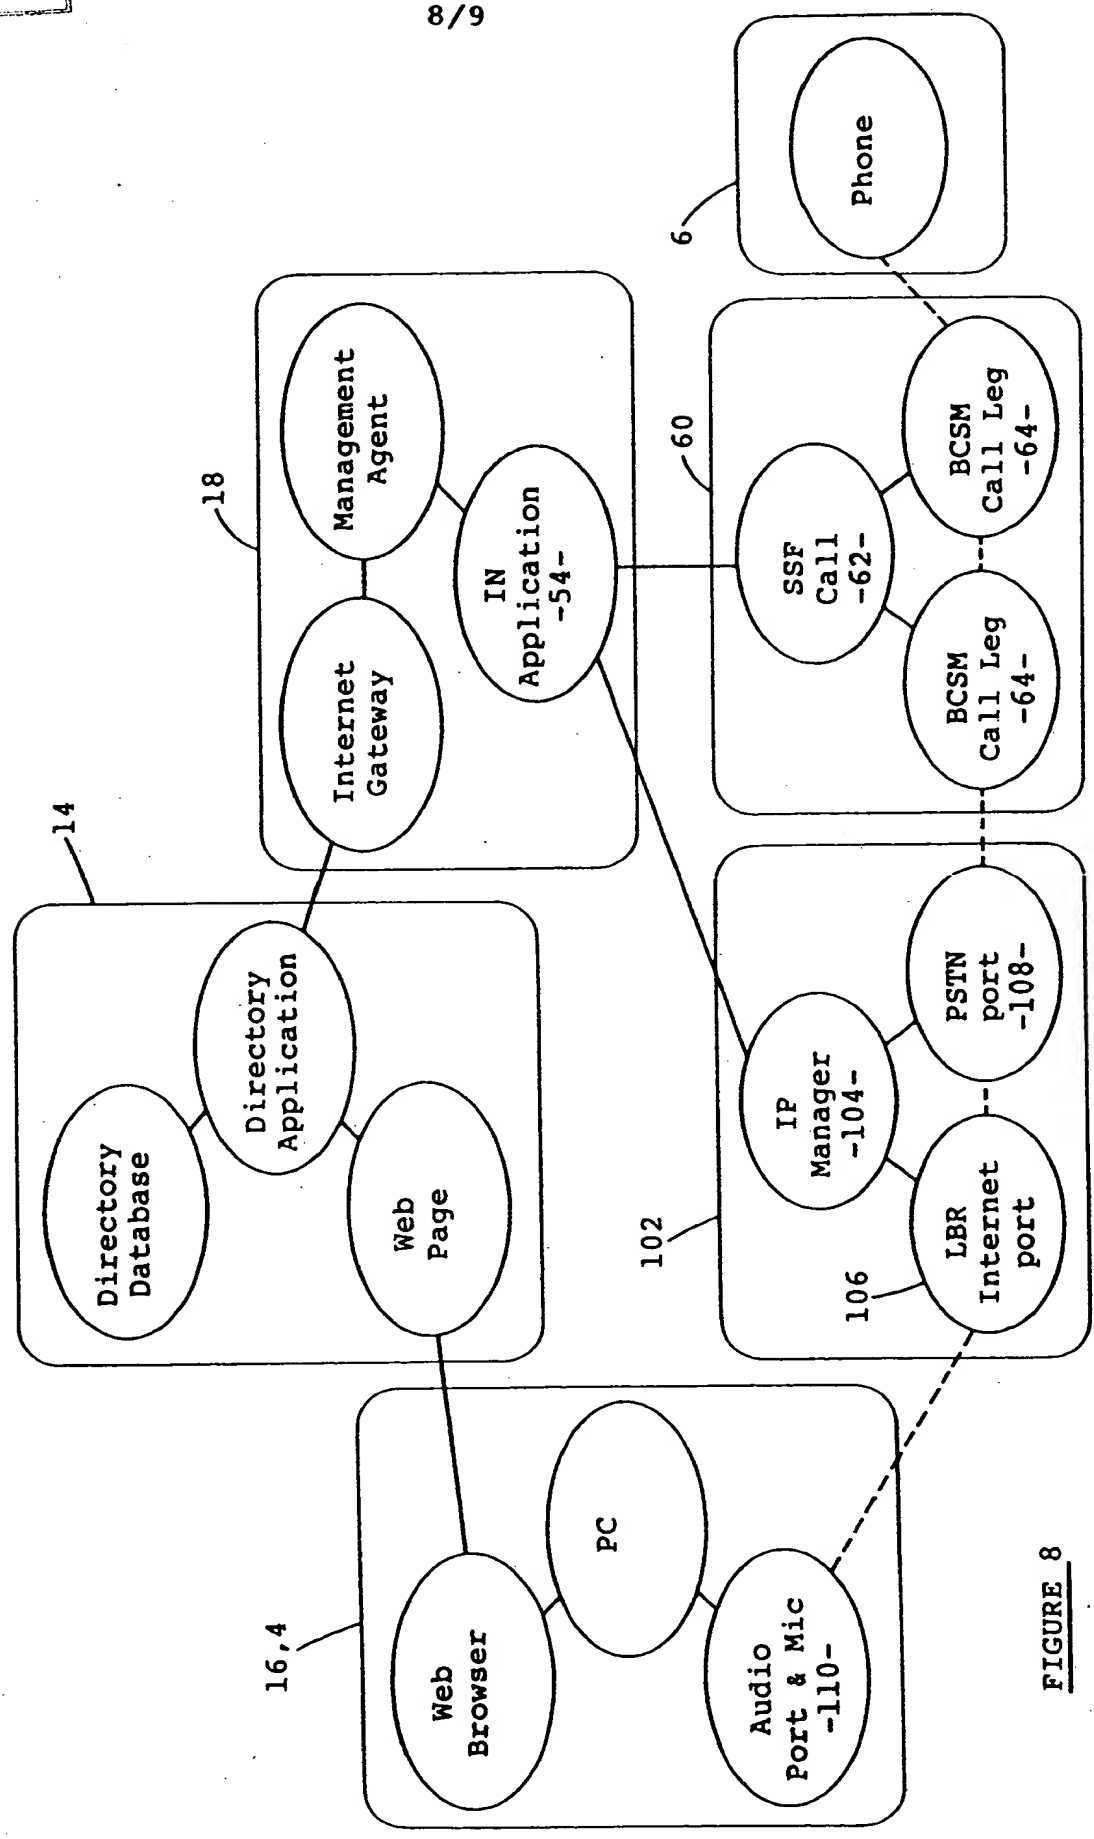 8/9
14
Directory
Database
Directory
Application
Web
Page
16,4
Web
Browser
PC
Audio
Port & Mic
-110-
18
Internet
Gateway
Management
Agent
IN
Application
-54-
102
IP
Manager
-104-
106
LBR
Internet
port
PSTN
port
-108-
60
SSF
Call
-62-
BCSM
Call Leg
-64-
BCSM
Call Leg
-64-
6
Phone
FIGURE 8